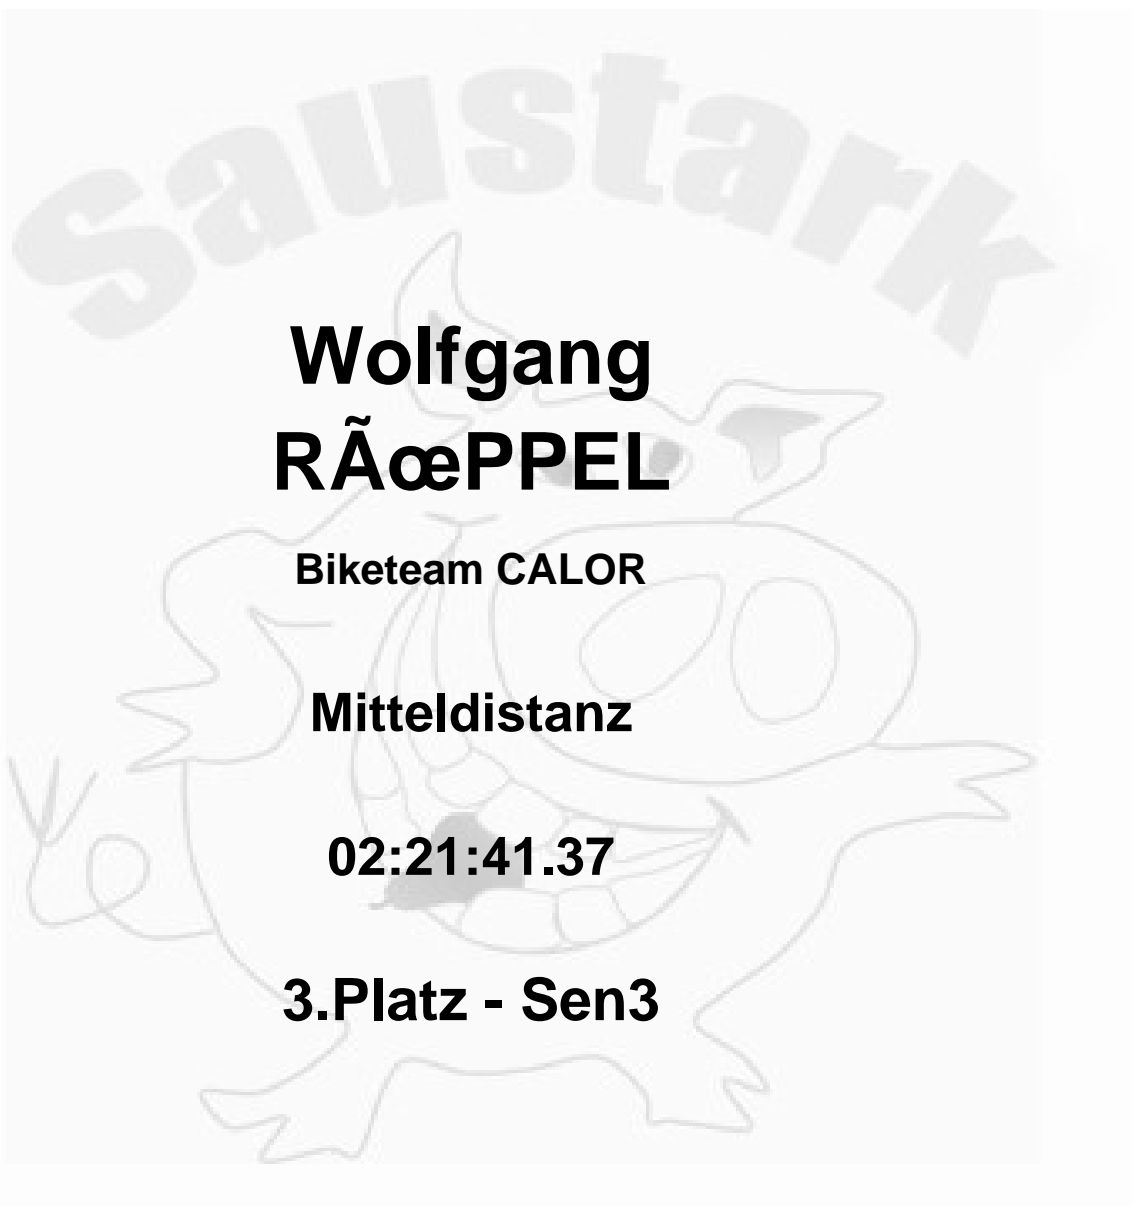 Saustark
Wolfgang
RÃœPPEL
Biketeam CALOR
Mitteldistanz
02:21:41.37
3.Platz - Sen3